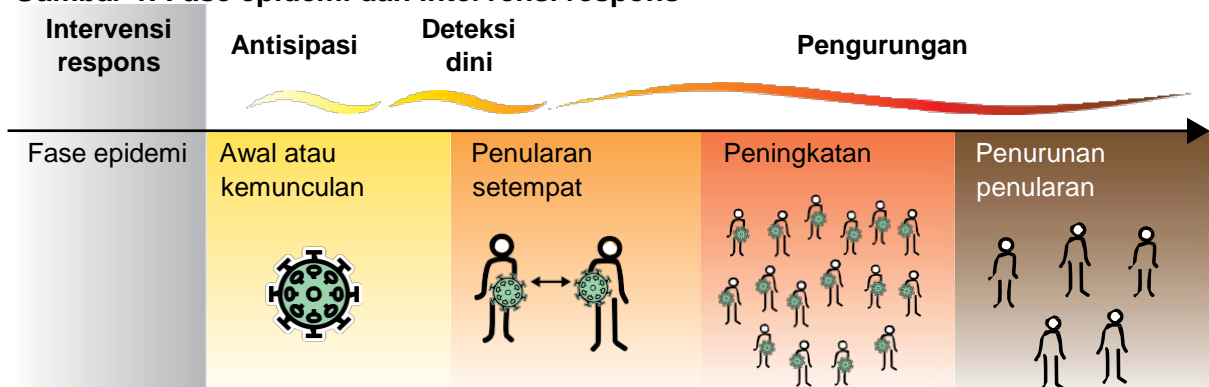 Intervensi
respons
Antisipasi
Deteksi
dini
Pengurungan
Fase epidemi
Awal atau
kemunculan
Penularan
setempat
Peningkatan
Penurunan
penularan